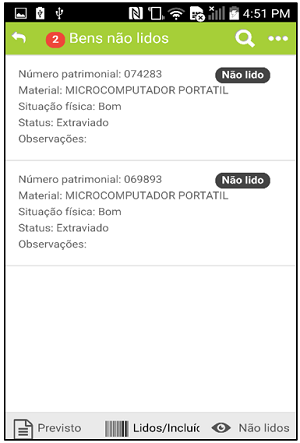 4:51 PM
2 Bens não lidos
Número patrimonial: 074283 Não lido
Material: MICROCOMPUTADOR PORTATIL
Situação física: Bom
Status: Extraviado
Observações:
Número patrimonial: 069893 Não lido
Material: MICROCOMPUTADOR PORTATIL
Situação física: Bom
Status: Extraviado
Observações:
Previsto Lidos/Incluíc Não lidos